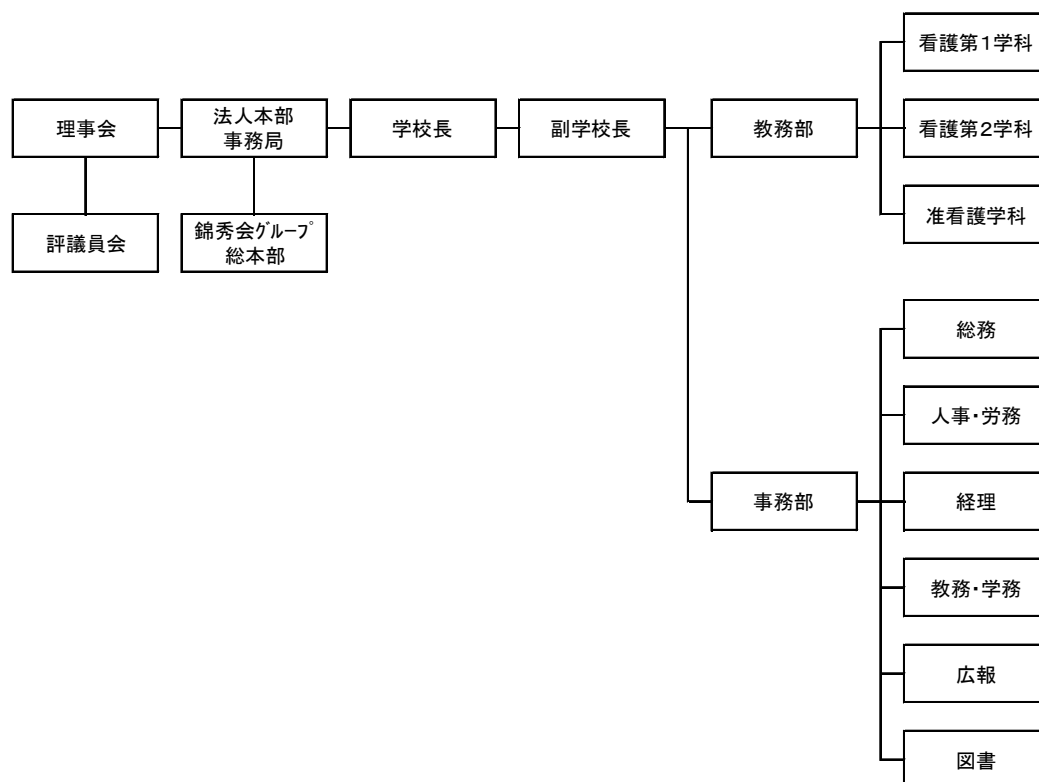 看護第1学科
理事会
法人本部
事務局
学校長
副学校長
教務部
看護第2学科
評議員会
錦秀会グループ
総本部
准看護学科
総務
人事・労務
事務部
経理
教務・学務
広報
図書